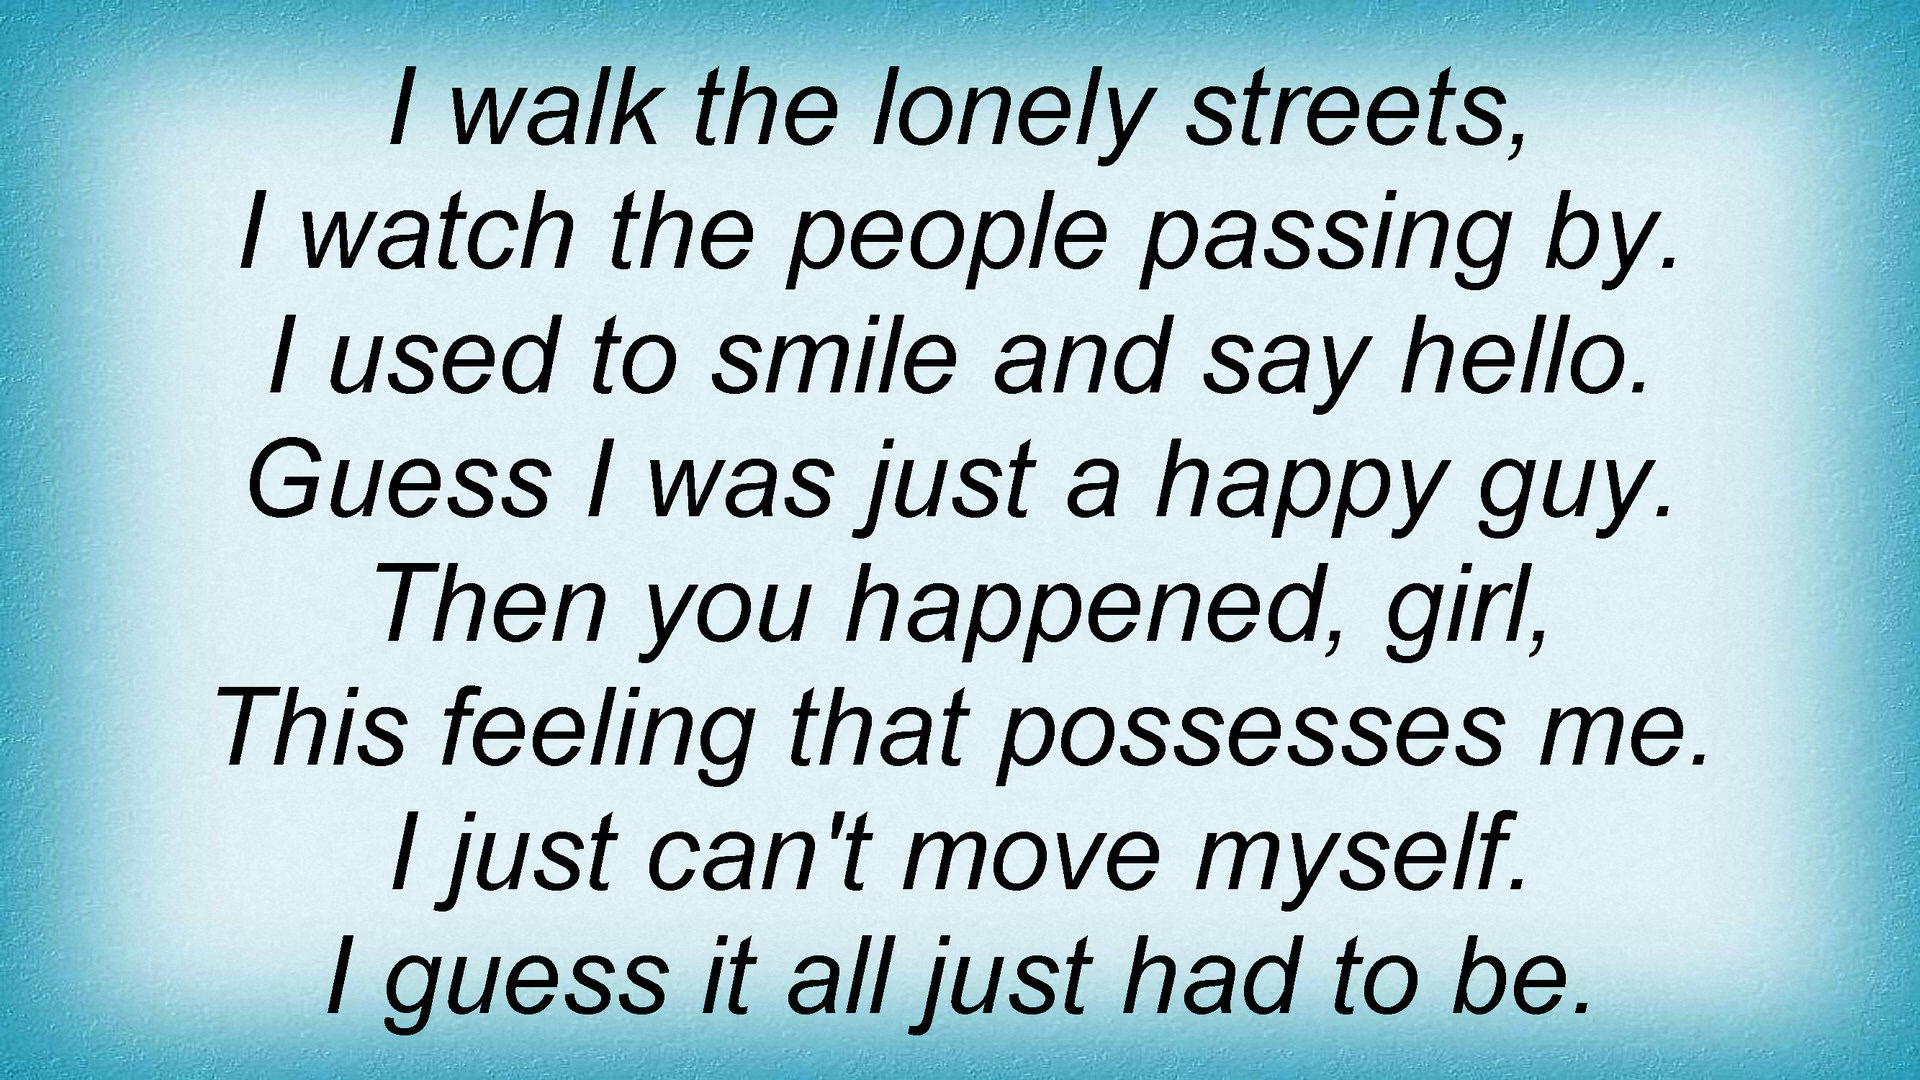 I walk the lonely streets,
I watch the people passing by.
I used to smile and say hello.
Guess I was just a happy guy.
Then you happened, girl,
This feeling that possesses me.
I just can't move myself.
I guess it all just had to be.